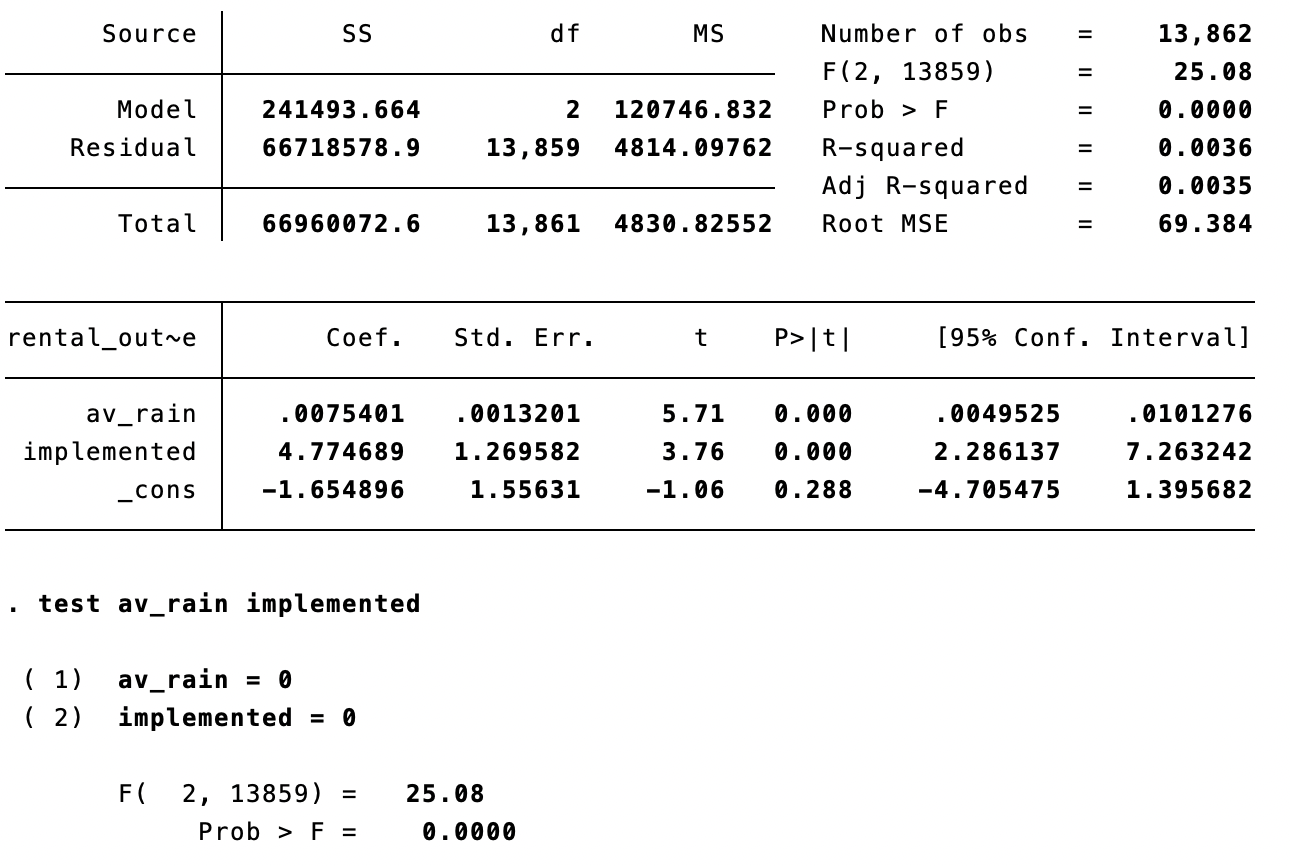 Source | SS df MS Number of obs = 13,862
F(2, 13859) = 25.08
Model | 241493.664 2 120746.832 Prob > F = 0.0000
Residual | 66718578.9 13,859 4814.09762 R-squared = 0.0036
Adj R-squared = 0.0035
Total | 66960072.6 13,861 4830.82552 Root MSE = 69.384
rental_out~e | Coef. Std. Err. t P>|t| [95% Conf. Interval]
av_rain | .0075401 .0013201 5.71 0.000 .0049525 .0101276
implemented | 4.774689 1.269582 3.76 0.000 2.286137 7.263242
_cons | -1.654896 1.55631 -1.06 0.288 -4.705475 1.395682
. test av_rain implemented
( 1) av_rain = 0
( 2) implemented = 0
F( 2, 13859) = 25.08
Prob > F = 0.0000